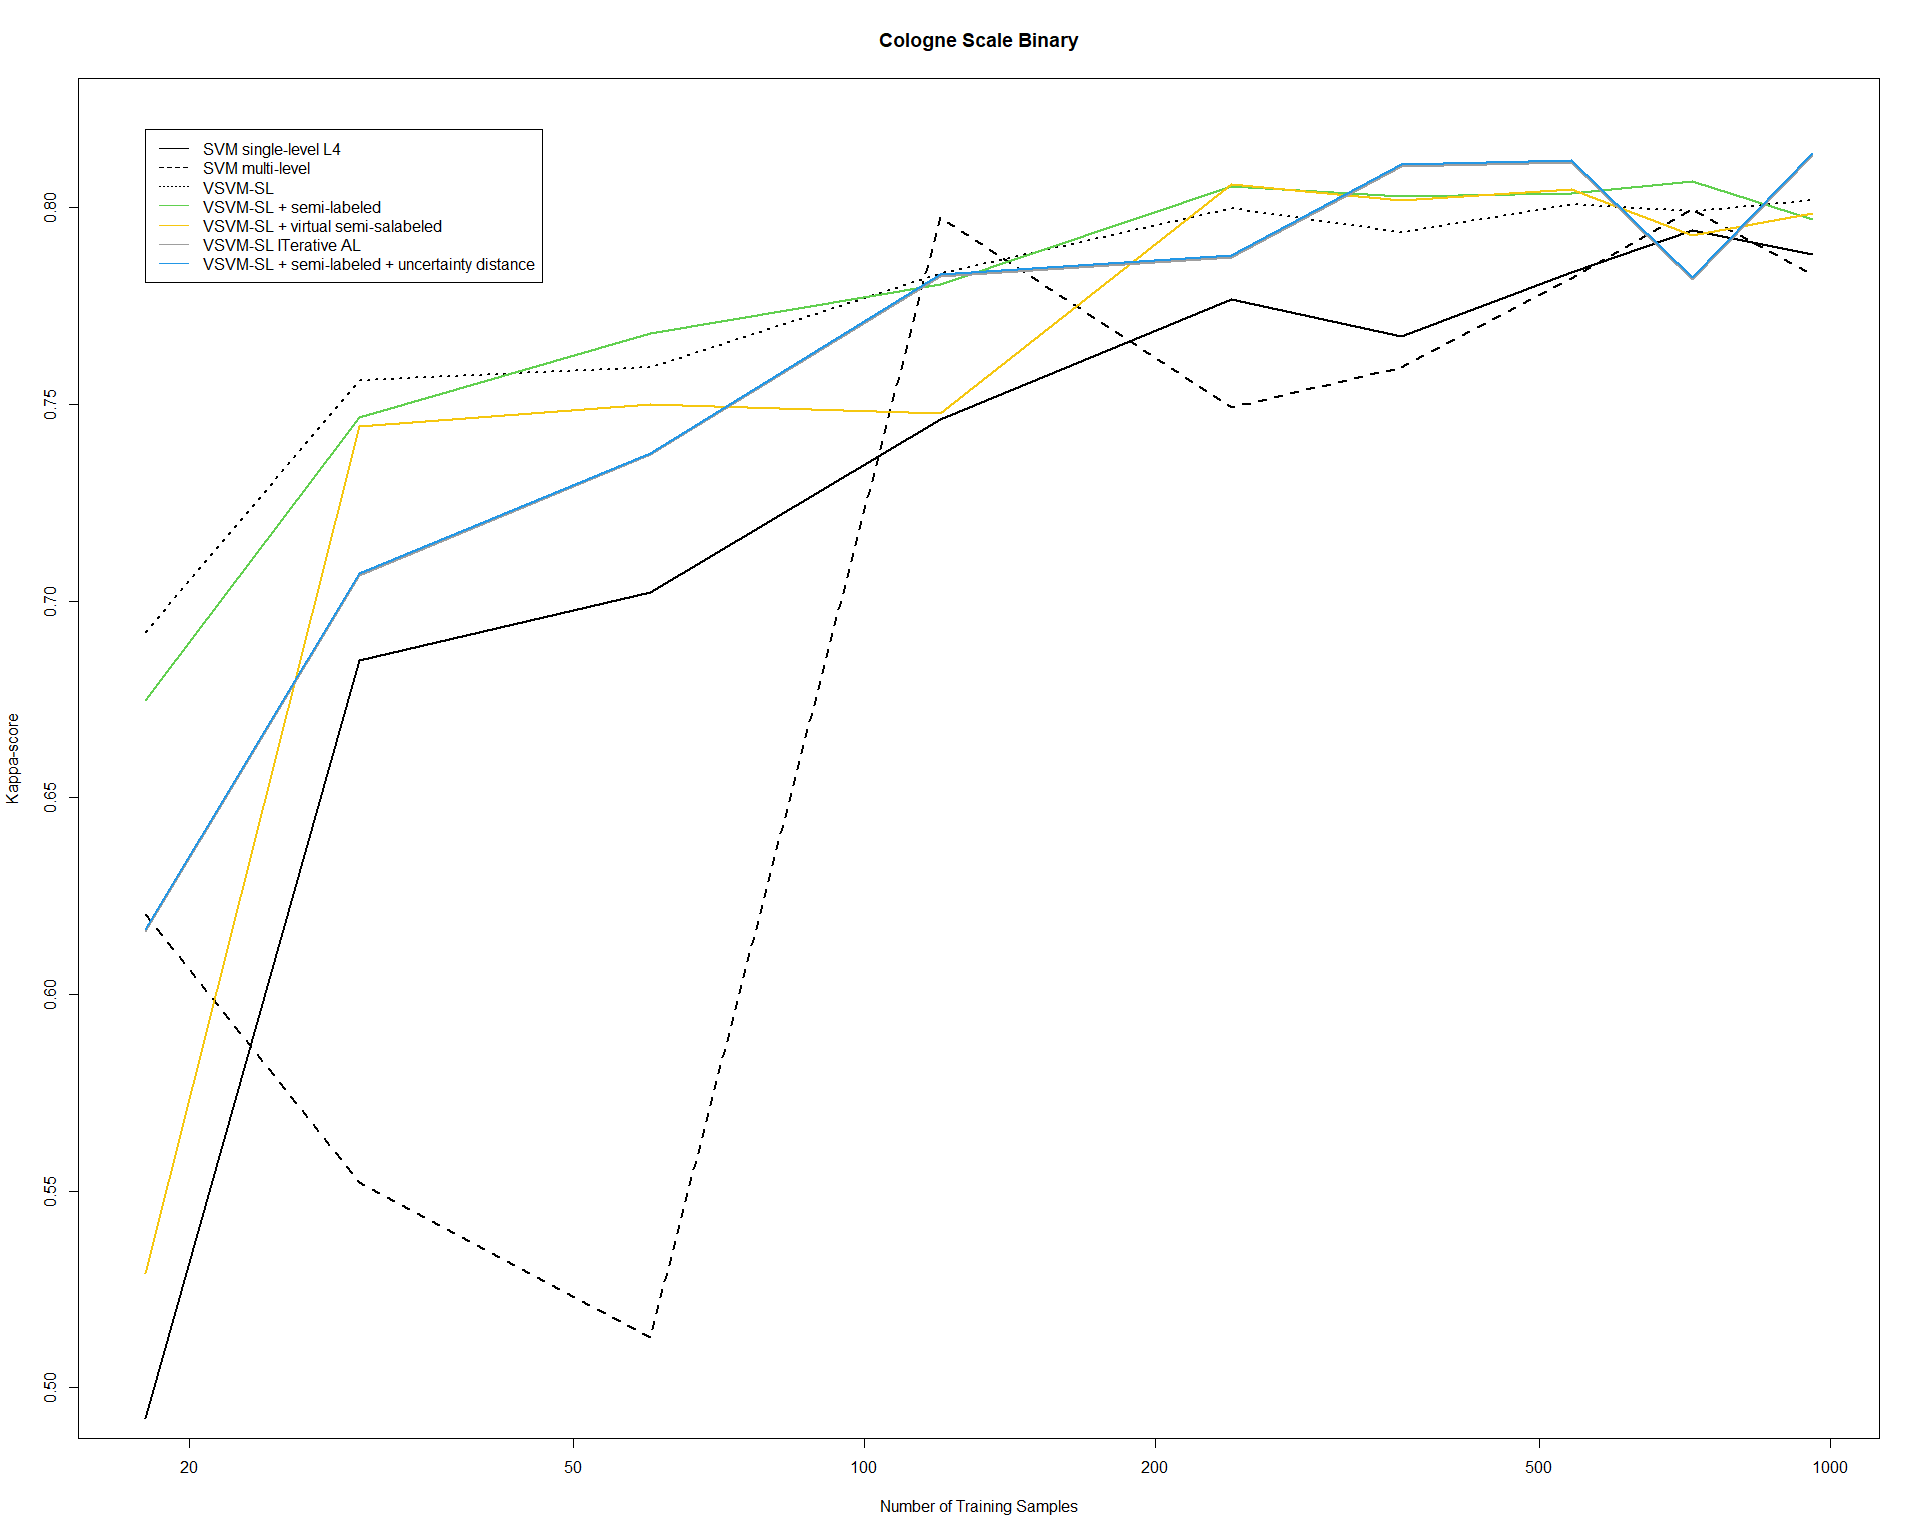 Cologne Scale Binary
SVM single-level L4
SVM multi-level
VSVM-SL
VSVM-SL + semi-labeled
VSVM-SL + virtual semi-salabeled
VSVM-SL ITerative AL
VSVM-SL + semi-labeled + uncertainty distance
0.80
0.75
0.70
0.65
0.60
0.55
0.50
Kappa-score
20 50 100 200 500 1000
Number of Training Samples